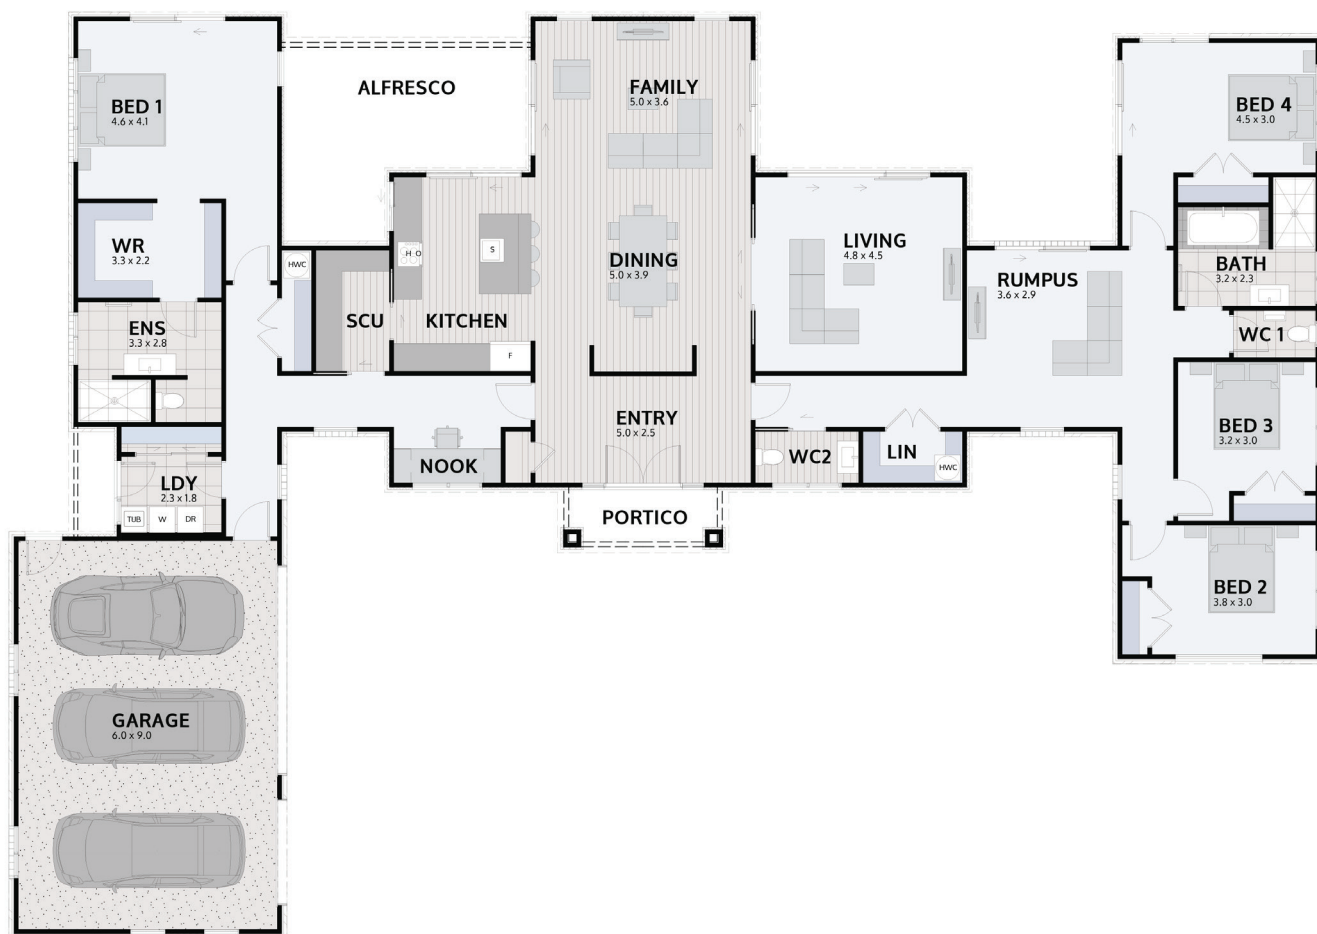 BED 1
4.6 x 4.1
ALFRESCO
FAMILY
5.0 x 3.6
BED 4
4.5 x 3.0
WR
3.3 x 2.2
HWC
H O
S
DINING
5.0 x 3.9
LIVING
4.8 x 4.5
RUMPUS
3.6 x 2.9
BATH
3.2 x 2.3
ENS
3.3 x 2.8
SCU
KITCHEN
F
WC 1
ENTRY
5.0 x 2.5
BED 3
3.2 x 3.0
NOOK
WC2
LIN
HWC
LDY
2.3 x 1.8
TUB
W
DR
PORTICO
BED 2
3.8 x 3.0
GARAGE
6.0 x 9.0